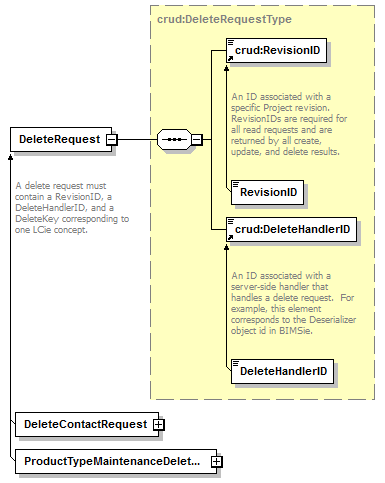 crud:DeleteRequestType
crud:RevisionID
An ID associated with a
specific Project revision.
RevisionIDs are required for
all read requests and are
returned by all create,
update, and delete results.
DeleteRequest
A delete request must
contain a RevisionID, a
DeleteHandlerID, and a
DeleteKey corresponding to
one LCie concept.
RevisionID
crud:DeleteHandlerID
An ID associated with a
server-side handler that
handles a delete request.  For
example, this element
corresponds to the Deserializer
object id in BIMSie.
DeleteHandlerID
DeleteContactRequest
ProductTypeMaintenanceDelet...